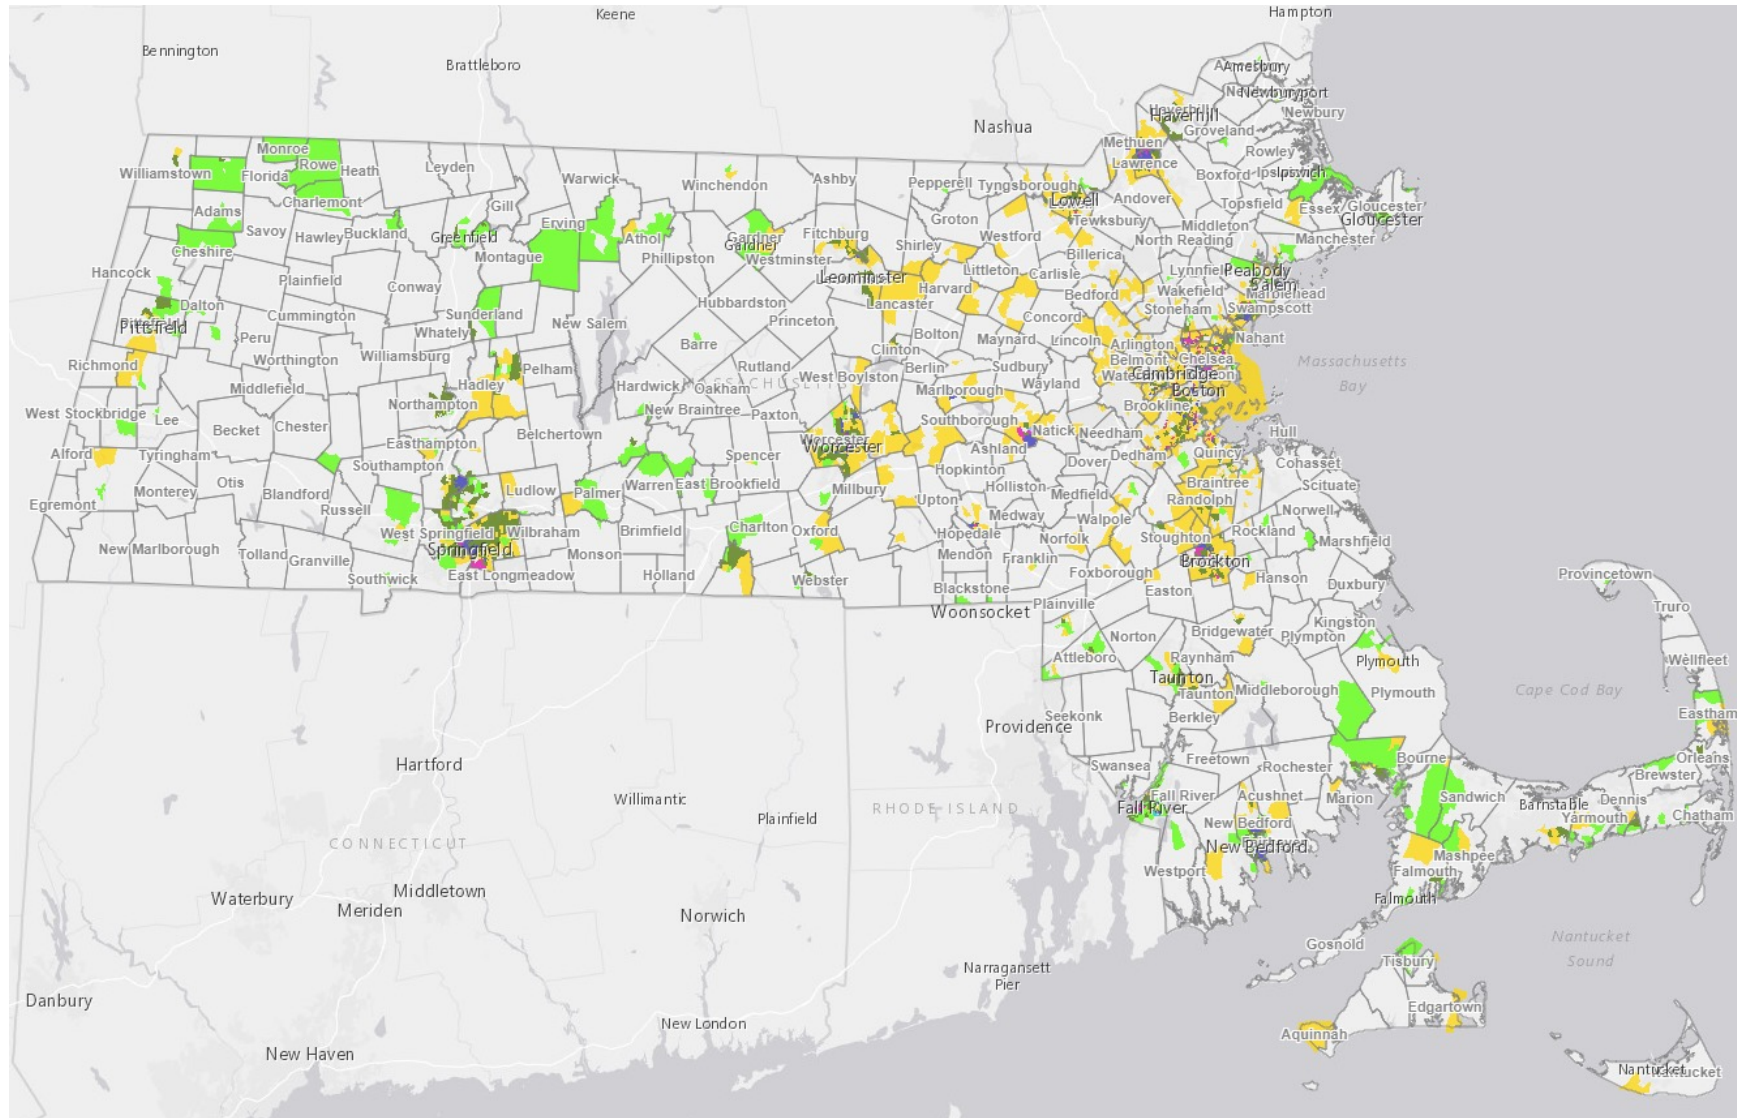 Keene
Hampton
Bennington
Brattleboro
Amesbury
Newburyport
Newbury
Haverhill
Groveland
Nashua
Methuen
Lawrence
Rowley
Boxford
Ipswich
Topsfield
Essex
Gloucester
Gloucester
Andover
Middleton
Manchester
North Reading
Monroe
Rowe
Heath
Leyden
Williamstown
Florida
Charlemont
Warwick
Winchendon
Ashby
Pepperell
Tyngsborough
Lowell
Tewksbury
Adams
Savoy
Hawley
Buckland
Gill
Greenfield
Erving
Athol
Gardner
Gardner
Fitchburg
Groton
Westford
Shirley
Billerica
Cheshire
Montague
Phillipston
Westminster
Leominster
Littleton
Carlisle
Lynnfield
Peabody
Salem
Marblehead
Hancock
Dalton
Plainfield
Conway
Harvard
Lancaster
Bedford
Wakefield
Swampscott
Pittsfield
Cummington
Sunderland
Hubbardston
Princeton
Concord
Stoneham
Nahant
Peru
Whately
New Salem
Barre
Bolton
Maynard
Lincoln
Arlington
Chelsea
Belmont
Richmond
Worthington
Williamsburg
Pelham
Rutland
Clinton
Berlin
Sudbury
Cambridge
Boston
Massachusetts
Bay
Middlefield
Hadley
Hardwick
Oakham
West Boylston
Marlborough
Wayland
Brookline
West Stockbridge
Lee
Becket
Chester
Northampton
New Braintree
Paxton
Southborough
Natick
Needham
Hull
Easthampton
Belchertown
Worcester
Worcester
Ashland
Dover
Dedham
Quincy
Cohasset
Alford
Tyringham
Southampton
Spencer
Hopkinton
Otis
Blandford
Ludlow
Palmer
Warren
East Brookfield
Millbury
Upton
Holliston
Medfield
Braintree
Scituate
Egremont
Monterey
Russell
Randolph
Norwell
Medway
Walpole
West Springfield
Wilbraham
Brimfield
Charlton
Oxford
Hopedale
Norfolk
Stoughton
Rockland
Marshfield
New Marlborough
Tolland
Granville
Springfield
Monson
Mendon
Franklin
Brockton
Southwick
East Longmeadow
Holland
Webster
Blackstone
Foxborough
Easton
Hanson
Duxbury
Provincetown
Woonsocket
Plainville
Truro
Norton
Bridgewater
Plympton
Kingston
Attleboro
Raynham
Plymouth
Wellfleet
Taunton
Taunton
Middleborough
Plymouth
Cape Cod Bay
Seekonk
Berkley
Eastham
Providence
Hartford
Swansea
Freetown
Rochester
Bourne
Orleans
Brewster
Willimantic
Plainfield
RHODE ISLAND
Fall River
Fall River
Acushnet
Marion
Sandwich
Barnstable
Dennis
Yarmouth
Chatham
New Bedford
New Bedford
CONNECTICUT
Mashpee
Westport
Falmouth
Falmouth
Waterbury
Middletown
Meriden
Norwich
Gosnold
Nantucket
Sound
Narragansett
Pier
Tisbury
Danbury
Edgartown
New London
Aquinnah
New Haven
Nantucket